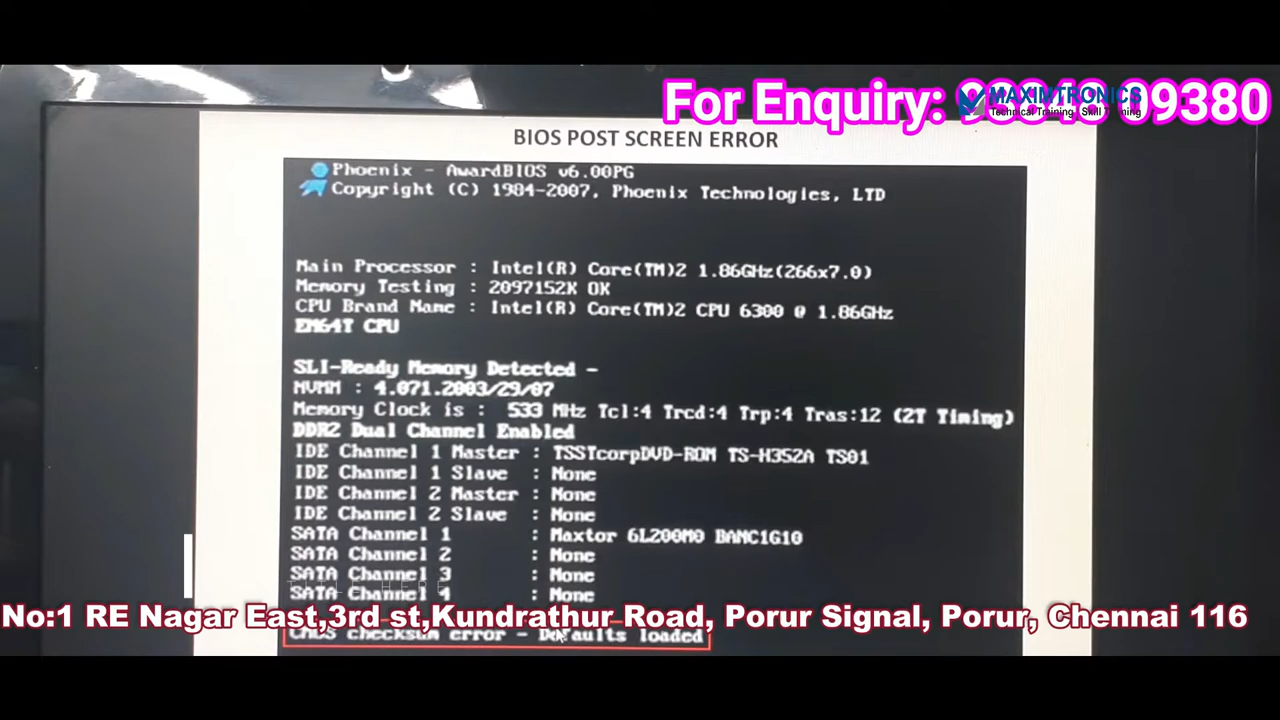 For Enquiry: 09380
MAXIMTRONICS
Technical Training Skill Training
BIOS POST SCREEN ERROR
Phoenix - AwardBIOS v6.00PG
Copyright (C) 1984-2007, Phoenix Technologies, LTD
Main Processor : Intel(R) Core(TM)2 1.86GHz(266x7.0)
Memory Testing : 2097152K OK
CPU Brand Name : Intel(R) Core(TM)2 CPU 6300 @ 1.86GHz
EM64T CPU
SLI-Ready Memory Detected -
NVMM : 4.071.2003/29/07
Memory Clock is : 533 MHz Tcl:4 Trcd:4 Trp:4 Tras:12 (2T Timing)
DDR2 Dual Channel Enabled
IDE Channel 1 Master : TSSTcorpDVD-ROM TS-H352A TS01
IDE Channel 1 Slave : None
IDE Channel 2 Master : None
IDE Channel 2 Slave : None
SATA Channel 1 : Maxtor 6L200M0 BANC1G10
SATA Channel 2 : None
SATA Channel 3 : None
SATA Channel 4 : None
No:1 RE Nagar East,3rd st,Kundrathur Road, Porur Signal, Porur, Chennai 116
CMOS checksum error - Defaults loaded